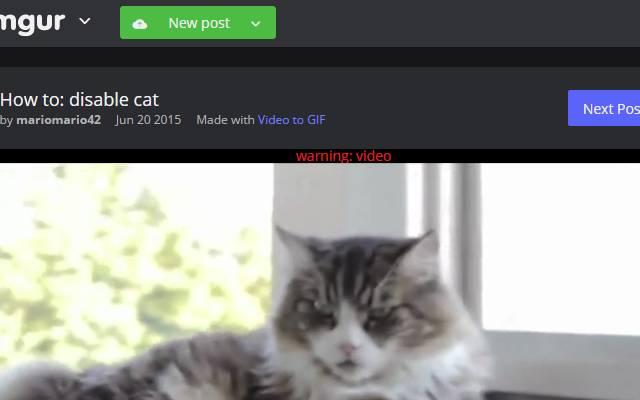 mgur
New post
How to: disable cat
by mariomario42 Jun 20 2015 Made with Video to GIF
Next Pos
warning: video